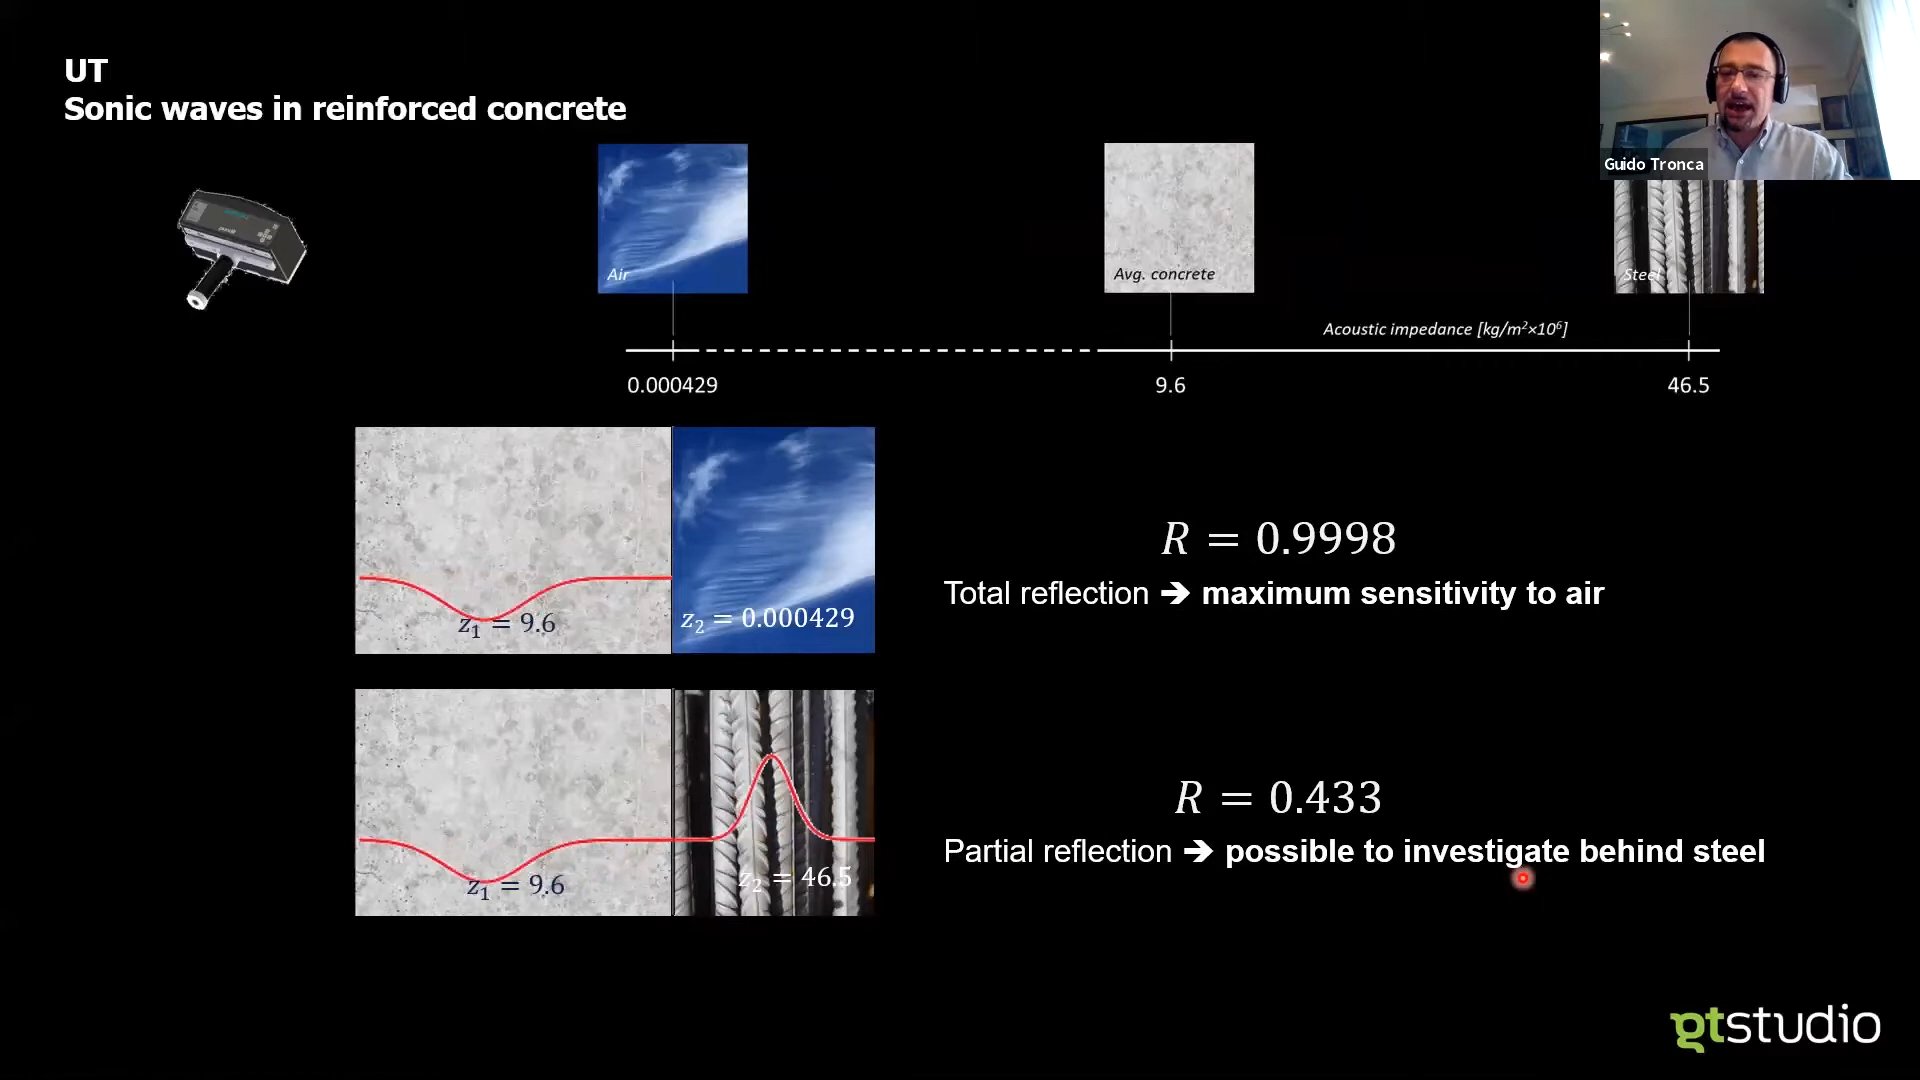 UT
Sonic waves in reinforced concrete
Guido Tronca
Air
Avg. concrete
Steel
Acoustic impedance [kg/m²×10⁶]
0.000429
9.6
46.5
z₁ = 9.6
z₂ = 0.000429
R = 0.9998
Total reflection ➔ maximum sensitivity to air
z₁ = 9.6
z₂ = 46.5
R = 0.433
Partial reflection ➔ possible to investigate behind steel
gtstudio